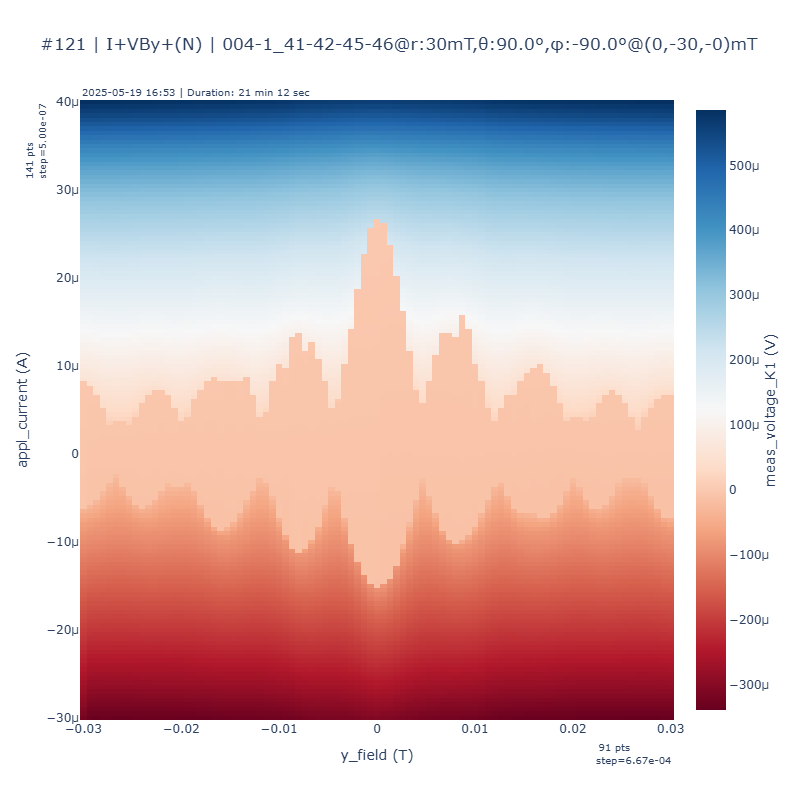 #121 | I+VBy+(N) | 004-1_41-42-45-46@r:30mT,θ:90.0°,φ:-90.0°@(0,-30,-0)mT
2025-05-19 16:53 | Duration: 21 min 12 sec
141 pts
step=5.00e-07
40μ
30μ
20μ
10μ
0
−10μ
−20μ
−30μ
appl_current (A)
−0.03
−0.02
−0.01
0
0.01
0.02
0.03
y_field (T)
91 pts
step=6.67e-04
500μ
400μ
300μ
200μ
100μ
0
−100μ
−200μ
−300μ
meas_voltage_K1 (V)